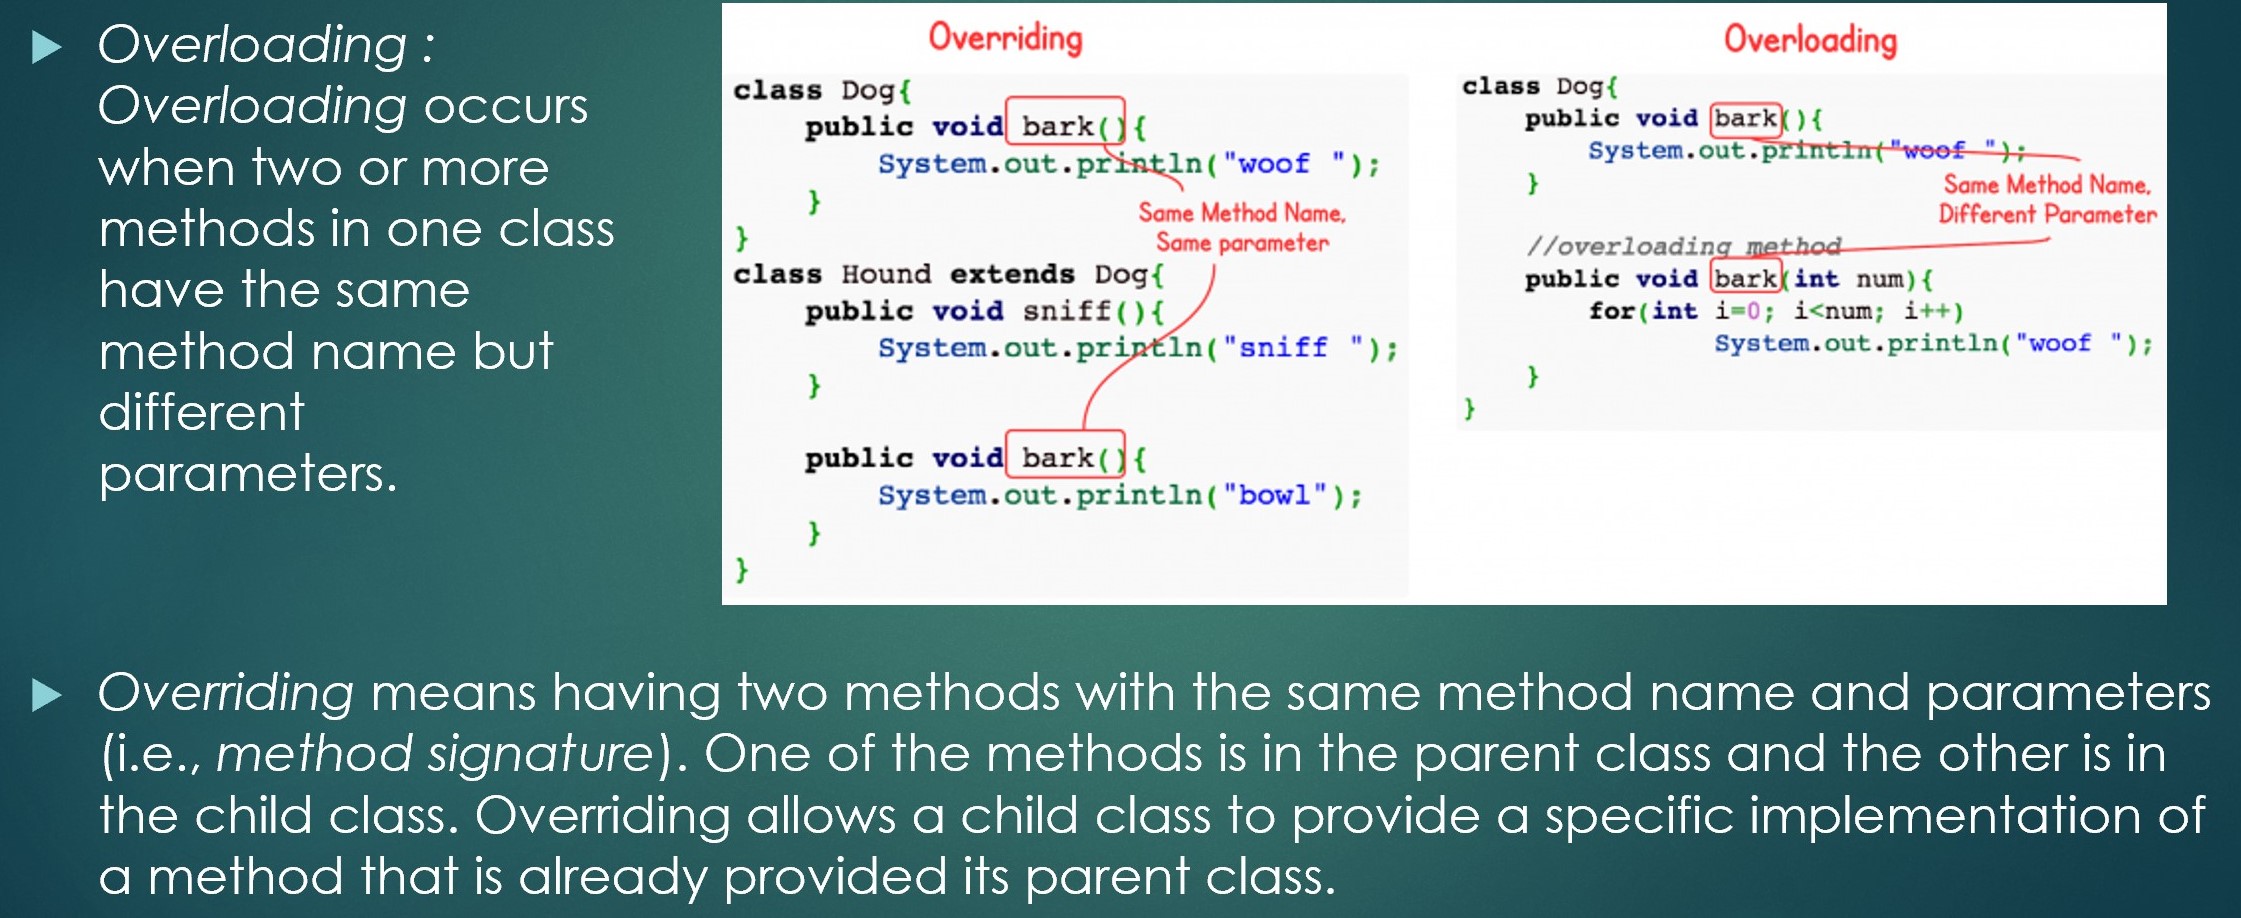 Overloading :
Overloading occurs
when two or more
methods in one class
have the same
method name but
different
parameters.
Overriding
class Dog{
public void bark(){
System.out.println("woof ");
}
Same Method Name,
Same parameter
}
class Hound extends Dog{
public void sniff(){
System.out.println("sniff ");
}
public void bark(){
System.out.println("bowl");
}
}
Overloading
class Dog{
public void bark(){
System.out.println("woof ");
}
Same Method Name,
Different Parameter
//overloading method
public void bark(int num){
for(int i=0; i<num; i++)
System.out.println("woof ");
}
}
Overriding means having two methods with the same method name and parameters
(i.e., method signature). One of the methods is in the parent class and the other is in
the child class. Overriding allows a child class to provide a specific implementation of
a method that is already provided its parent class.